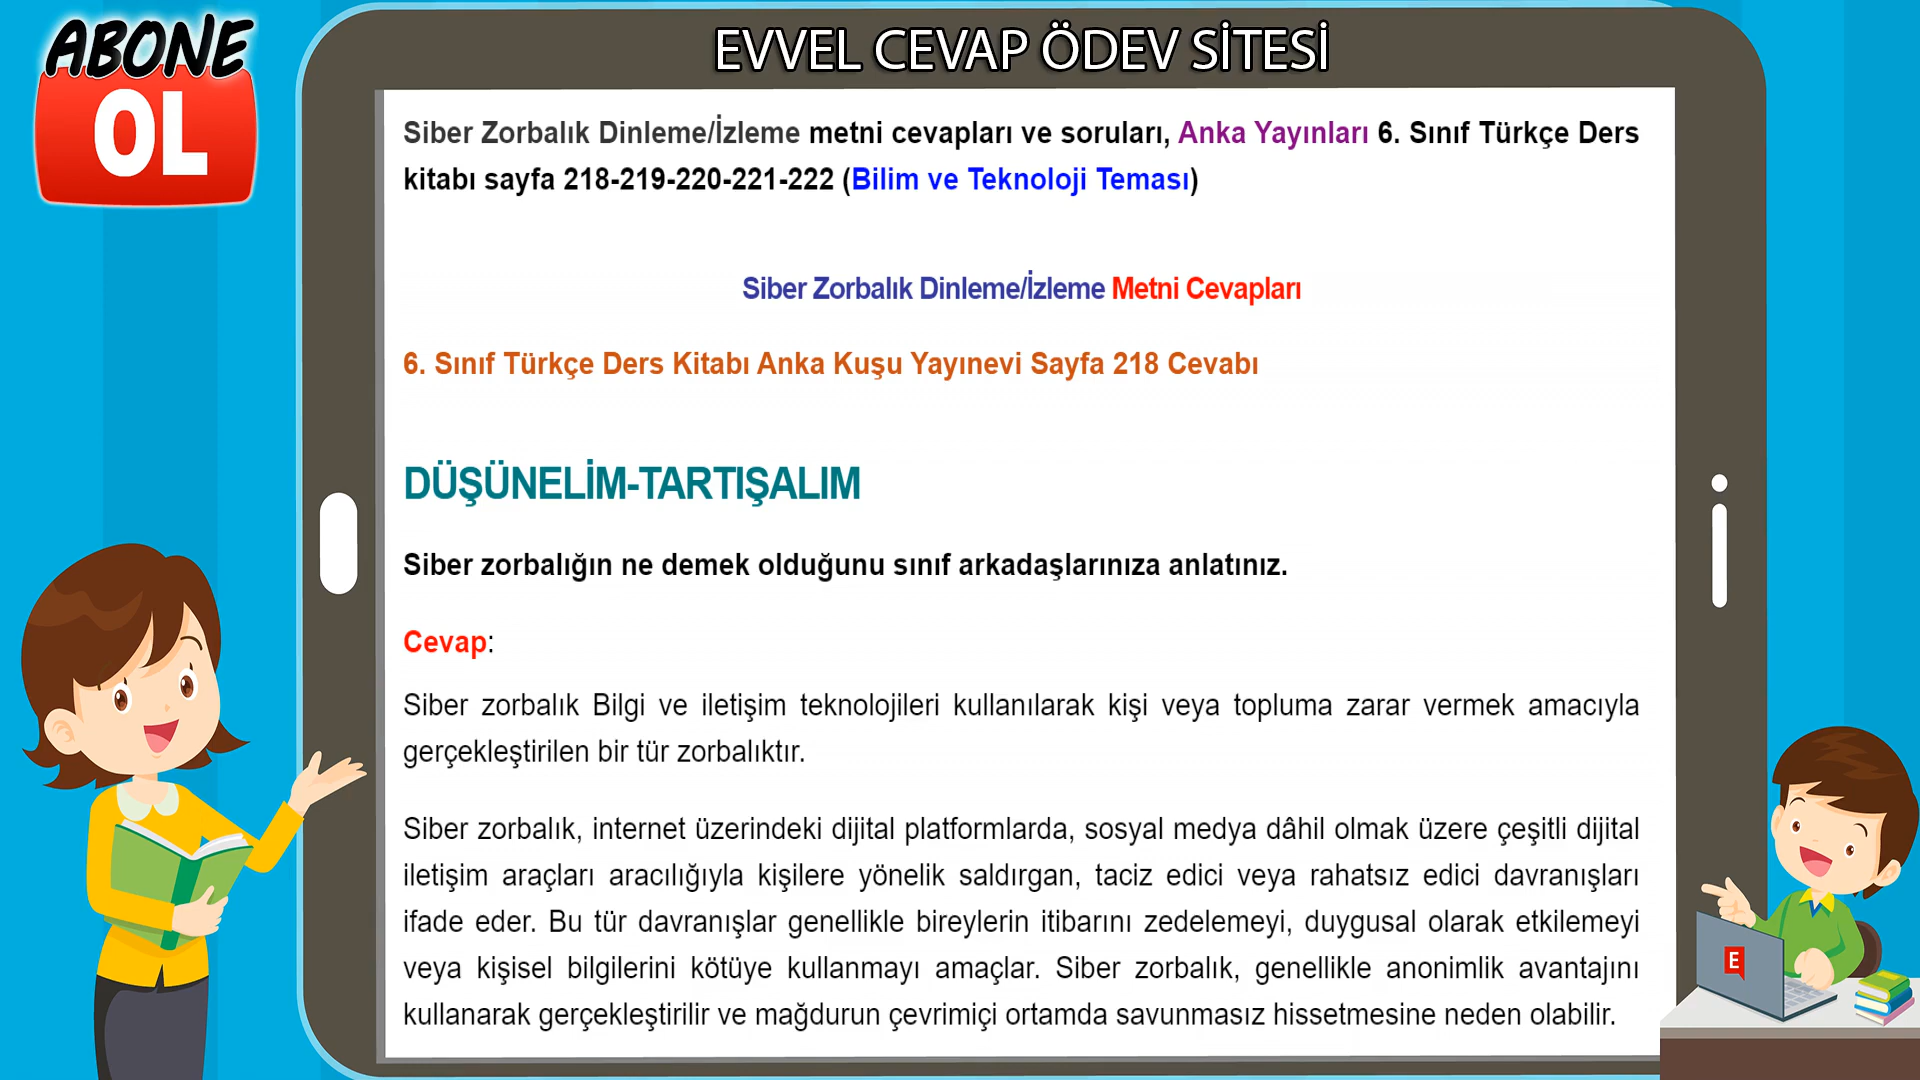 ABONE
OL
EVVEL CEVAP ÖDEV SİTESİ
Siber Zorbalık Dinleme/İzleme metni cevapları ve soruları, Anka Yayınları 6. Sınıf Türkçe Ders
kitabı sayfa 218-219-220-221-222 (Bilim ve Teknoloji Teması)
Siber Zorbalık Dinleme/İzleme Metni Cevapları
6. Sınıf Türkçe Ders Kitabı Anka Kuşu Yayınevi Sayfa 218 Cevabı
DÜŞÜNELİM-TARTIŞALIM
Siber zorbalığın ne demek olduğunu sınıf arkadaşlarınıza anlatınız.
Cevap:
Siber zorbalık Bilgi ve iletişim teknolojileri kullanılarak kişi veya topluma zarar vermek amacıyla
gerçekleştirilen bir tür zorbalıktır.
Siber zorbalık, internet üzerindeki dijital platformlarda, sosyal medya dâhil olmak üzere çeşitli dijital
iletişim araçları aracılığıyla kişilere yönelik saldırgan, taciz edici veya rahatsız edici davranışları
ifade eder. Bu tür davranışlar genellikle bireylerin itibarını zedelemeyi, duygusal olarak etkilemeyi
veya kişisel bilgilerini kötüye kullanmayı amaçlar. Siber zorbalık, genellikle anonimlik avantajını
kullanarak gerçekleştirilir ve mağdurun çevrimiçi ortamda savunmasız hissetmesine neden olabilir.
E